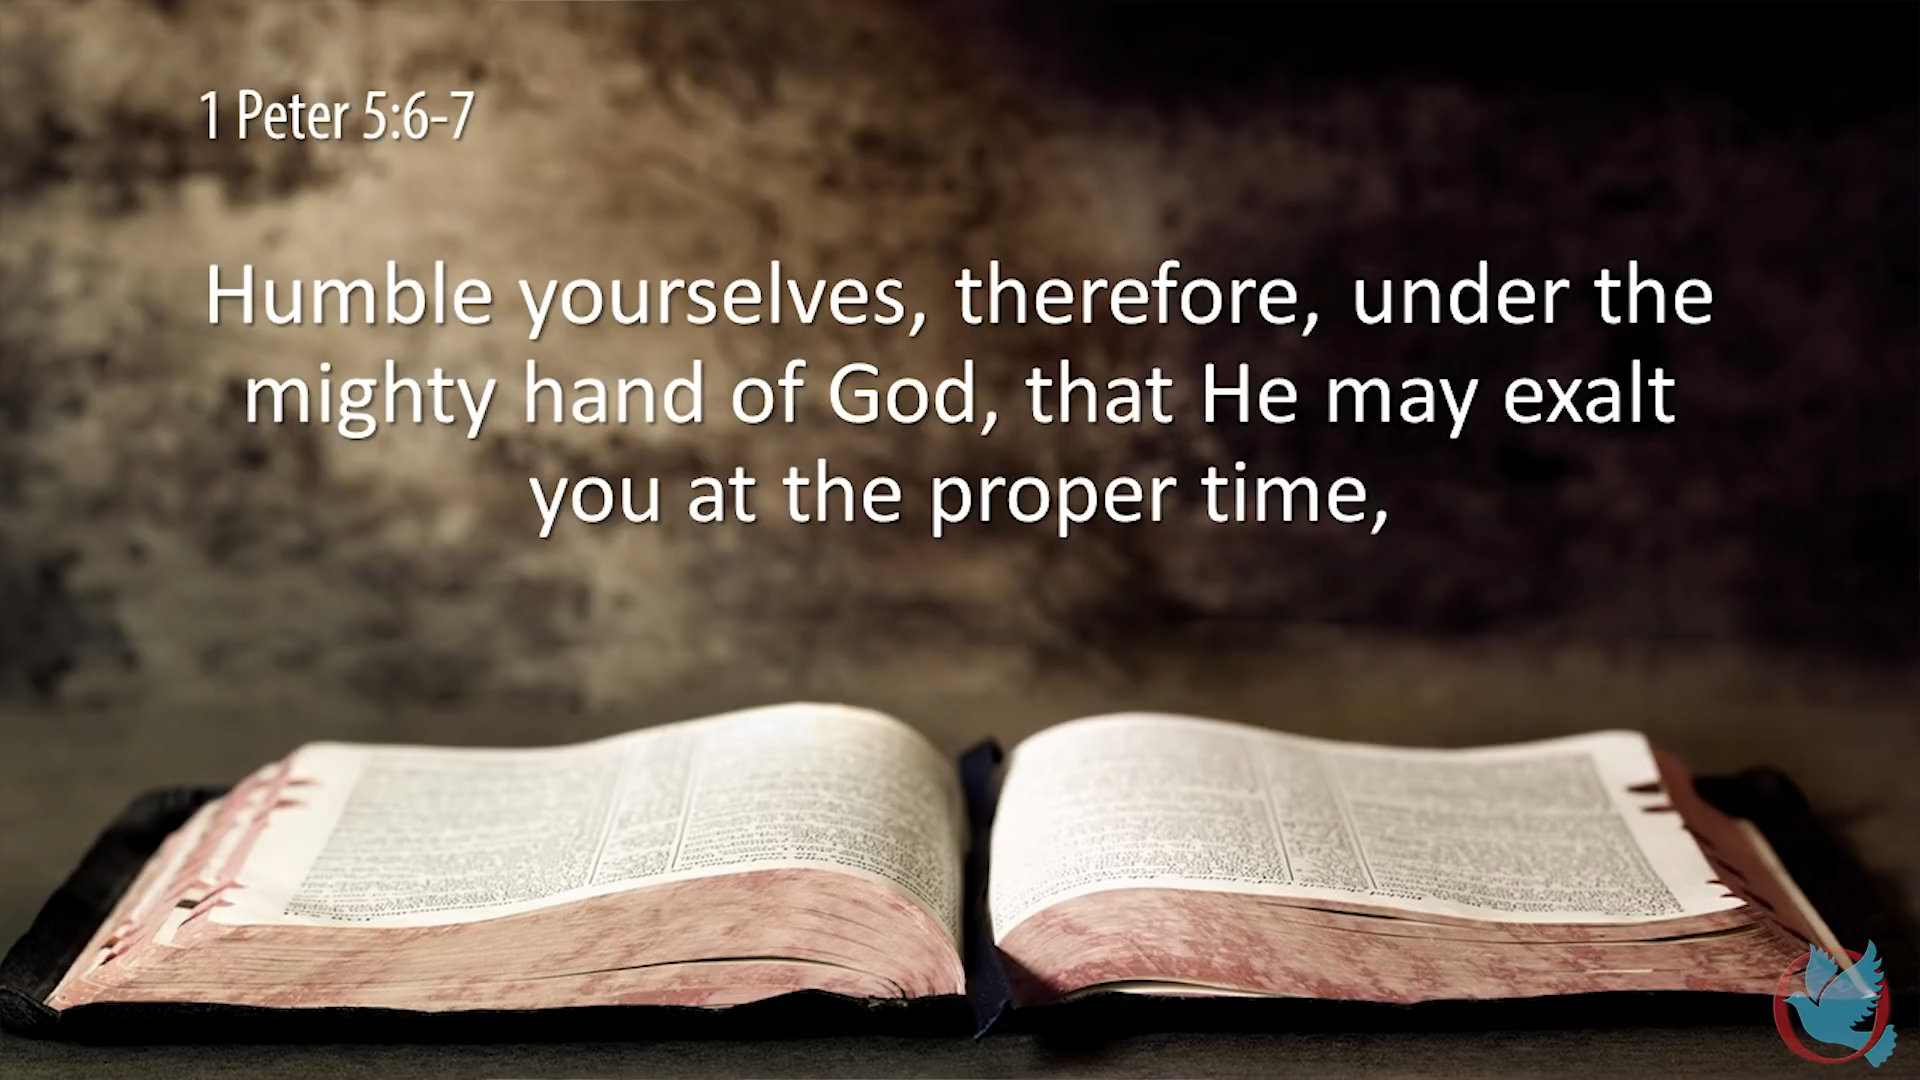 1 Peter 5:6-7
Humble yourselves, therefore, under the
mighty hand of God, that He may exalt
you at the proper time,